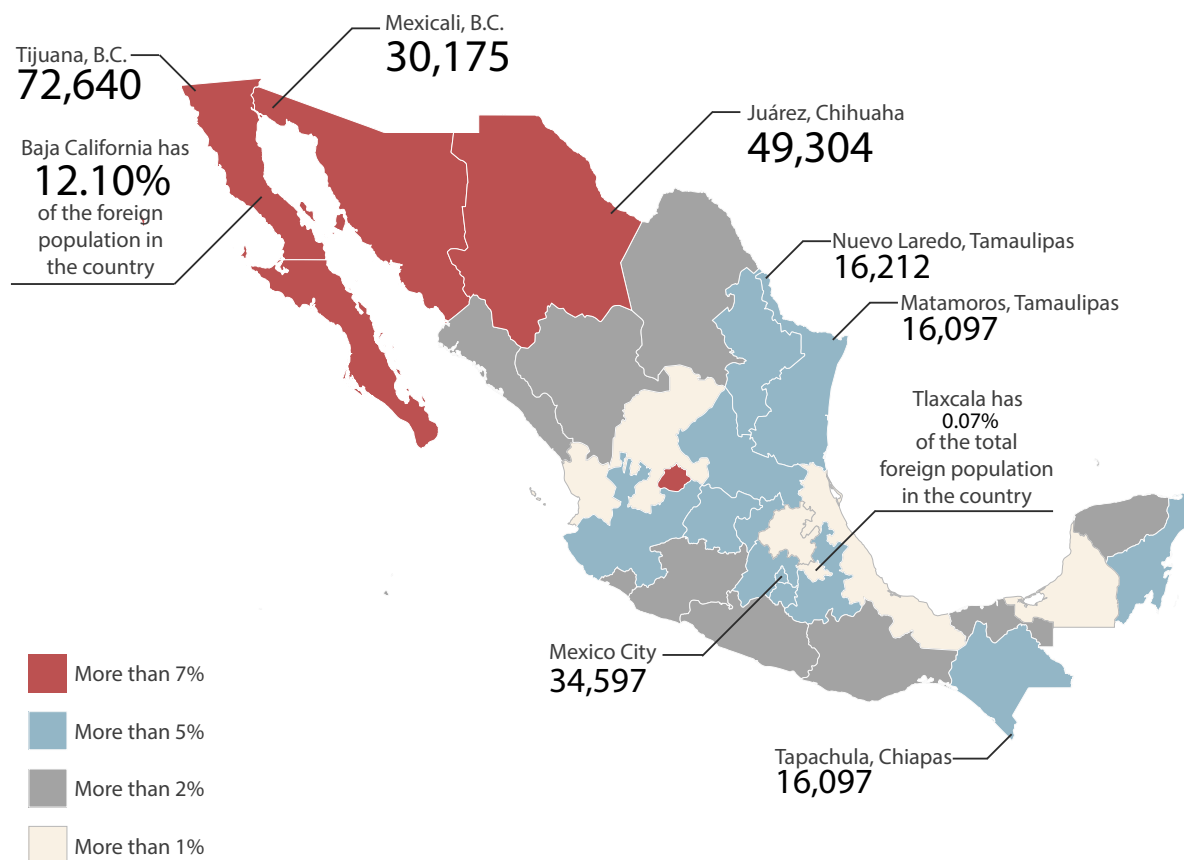 Mexicali, B.C.
30,175
Tijuana, B.C.
72,640
Baja California has
12.10%
of the foreign
population in
the country
Juárez, Chihuaha
49,304
Nuevo Laredo, Tamaulipas
16,212
Matamoros, Tamaulipas
16,097
Tlaxcala has
0.07%
of the total
foreign population
in the country
Mexico City
34,597
Tapachula, Chiapas
16,097
More than 7%
More than 5%
More than 2%
More than 1%